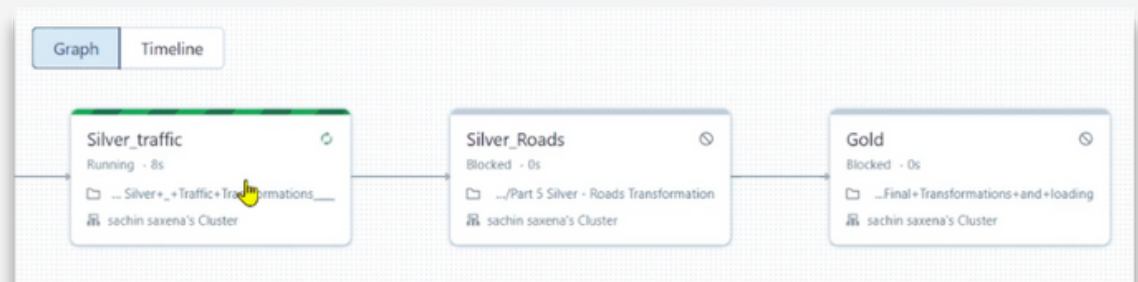 Graph
Timeline
Silver_traffic
Running - 8s
... Silver+_+Traffic+Tra formations___
sachin saxena's Cluster
Silver_Roads
Blocked - 0s
.../Part 5 Silver - Roads Transformation
sachin saxena's Cluster
Gold
Blocked - 0s
...Final+Transformations+and+loading
sachin saxena's Cluster